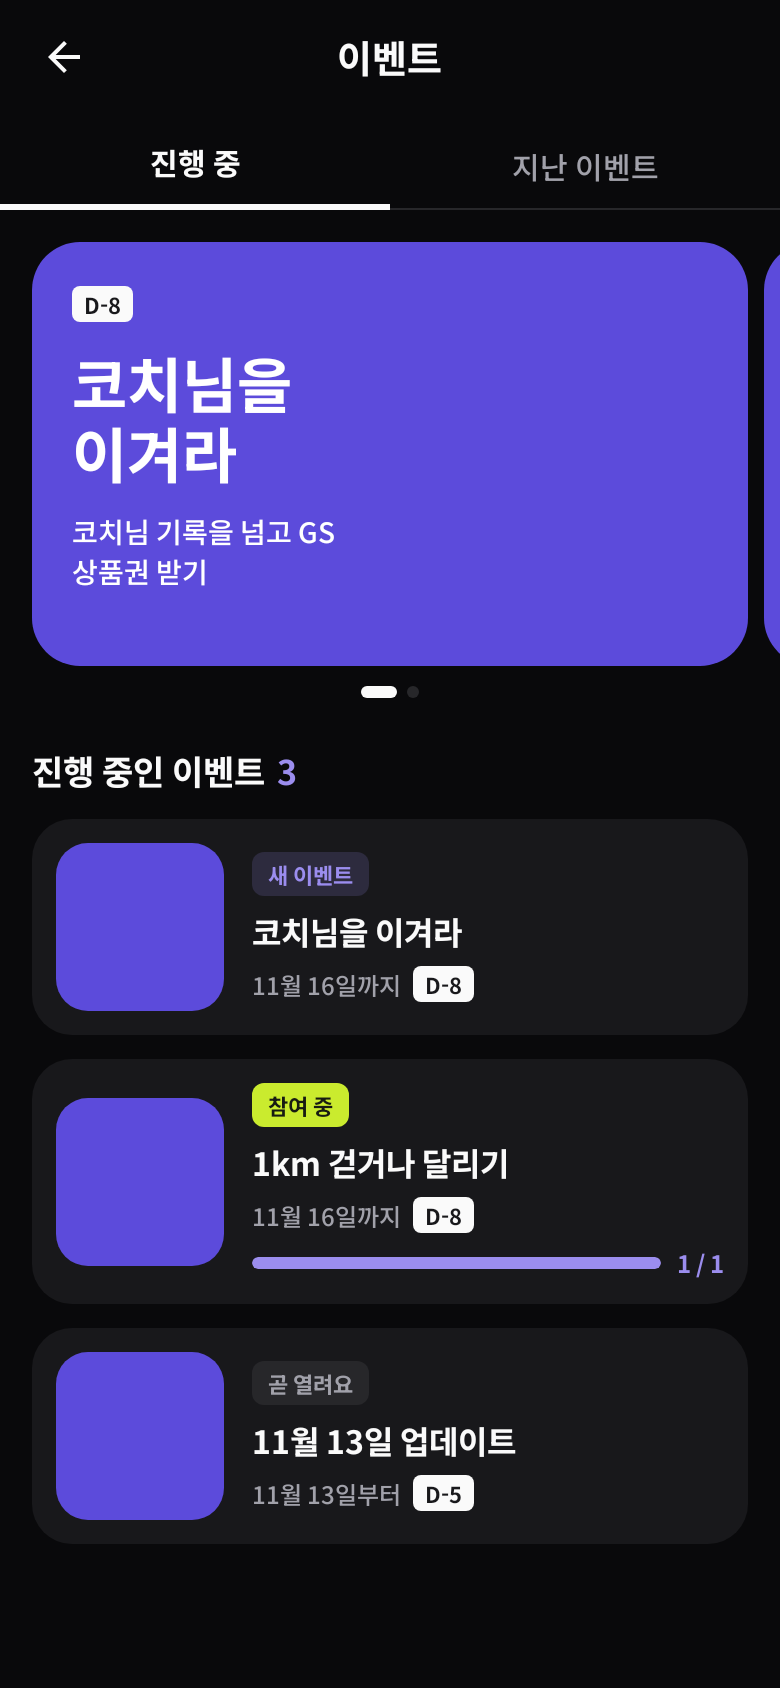 이벤트
진행 중
지난 이벤트
D-8
코치님을
이겨라
코치님 기록을 넘고 GS
상품권 받기
진행 중인 이벤트 3
새 이벤트
코치님을 이겨라
11월 16일까지 D-8
참여 중
1km 걷거나 달리기
11월 16일까지 D-8
1 / 1
곧 열려요
11월 13일 업데이트
11월 13일부터 D-5